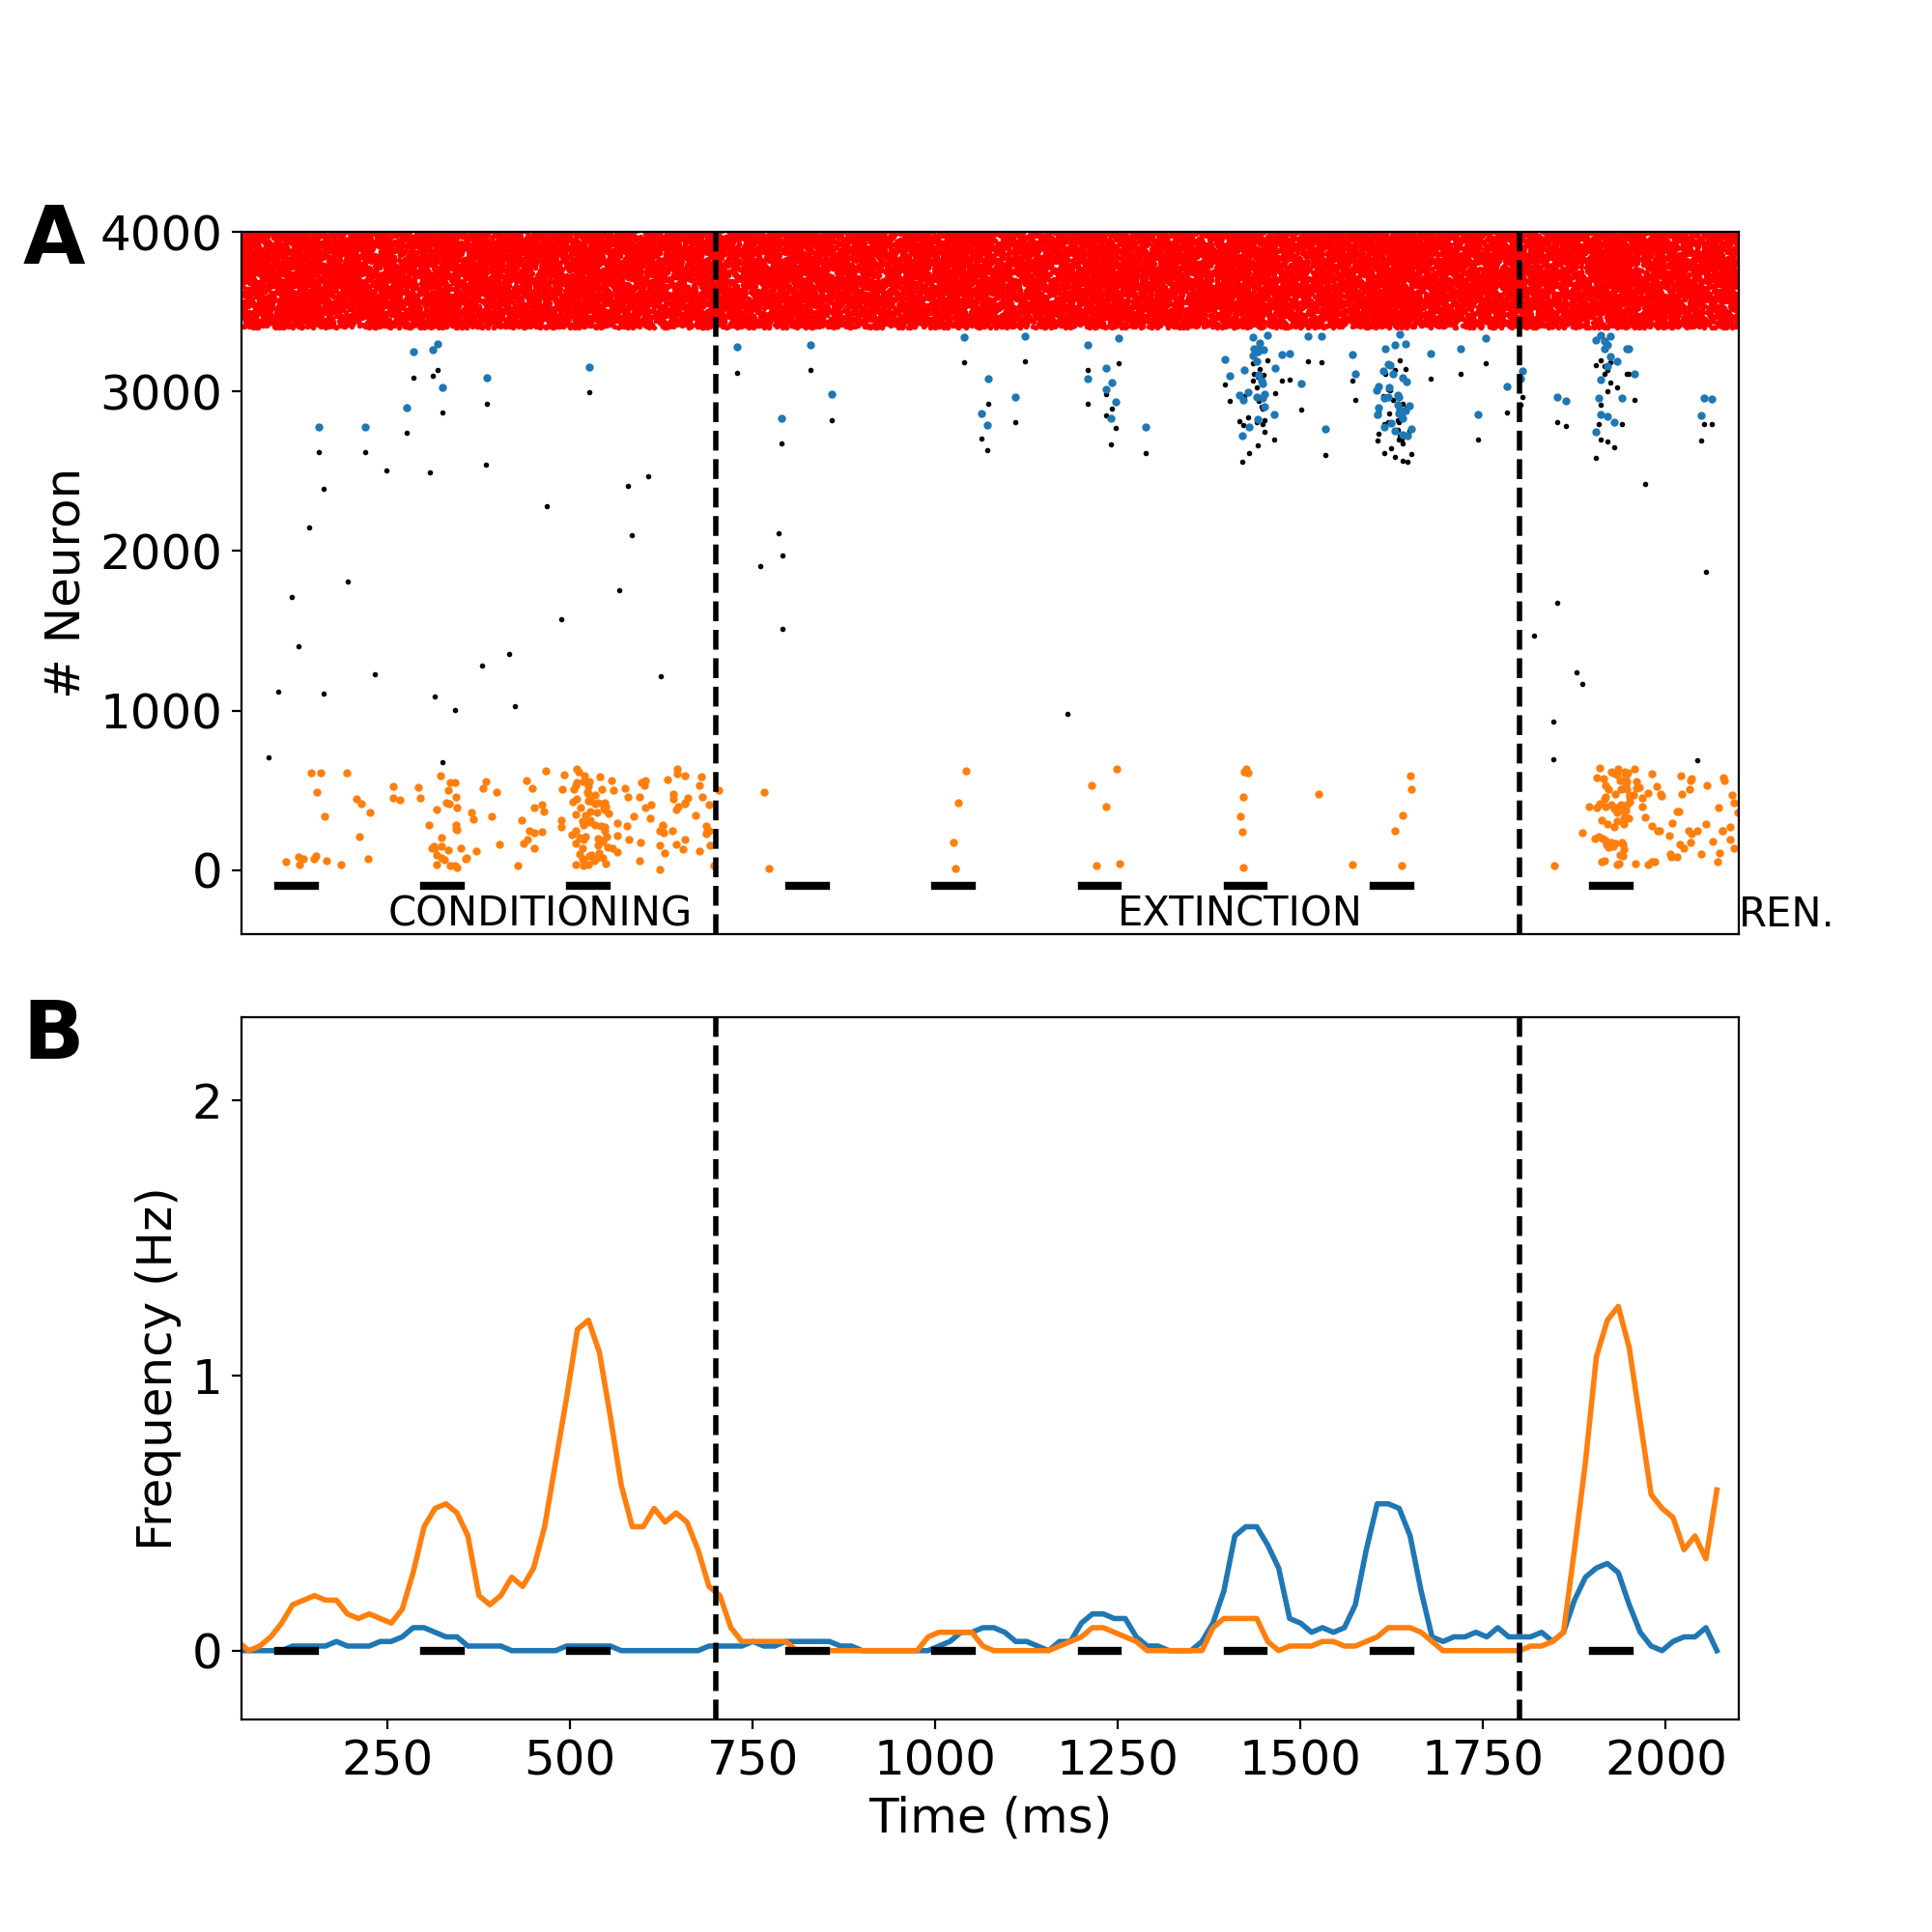 A
4000
3000
2000
1000
0
# Neuron
CONDITIONING EXTINCTION REN.
B
2
1
0
Frequency (Hz)
250 500 750 1000 1250 1500 1750 2000
Time (ms)